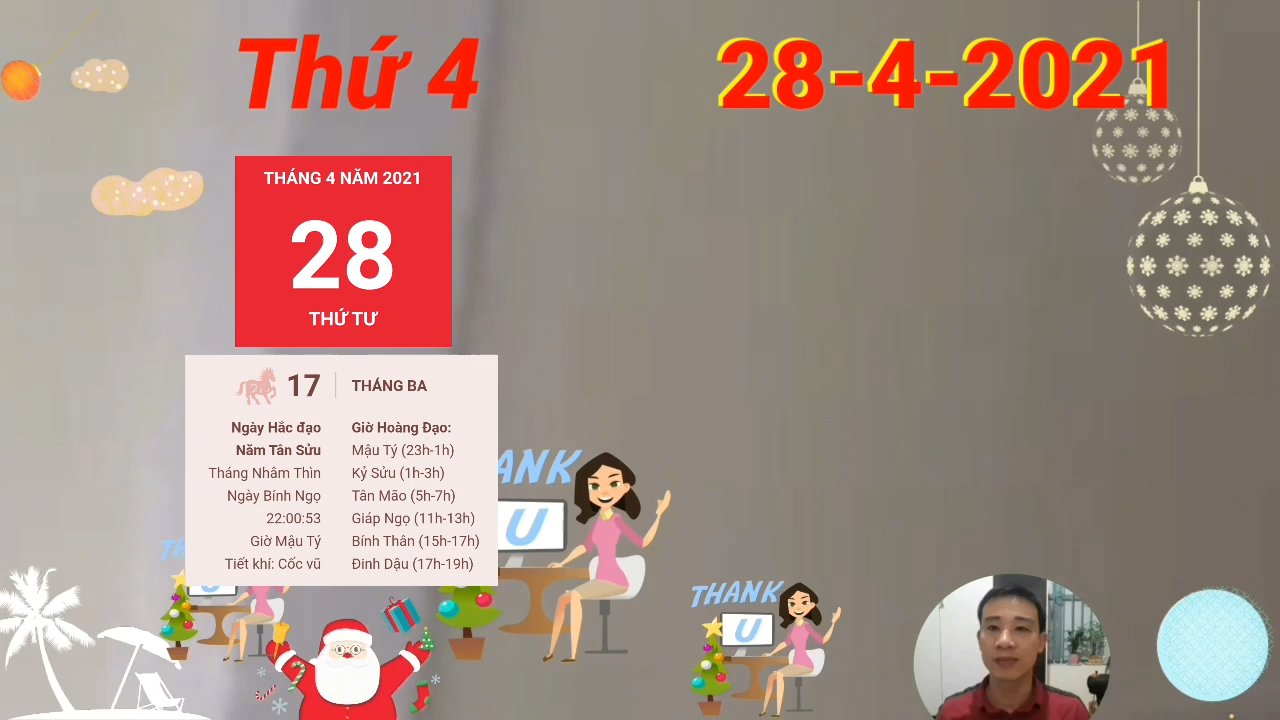 Thứ 4
28-4-2021
THÁNG 4 NĂM 2021
28
THỨ TƯ
17
THÁNG BA
Ngày Hắc đạo
Năm Tân Sửu
Tháng Nhâm Thìn
Ngày Bính Ngọ
22:00:53
Giờ Mậu Tý
Tiết khí: Cốc vũ
Giờ Hoàng Đạo:
Mậu Tý (23h-1h)
Kỷ Sửu (1h-3h)
Tân Mão (5h-7h)
Giáp Ngọ (11h-13h)
Bính Thân (15h-17h)
Đinh Dậu (17h-19h)
ANK
U
TH
U
THANK
U